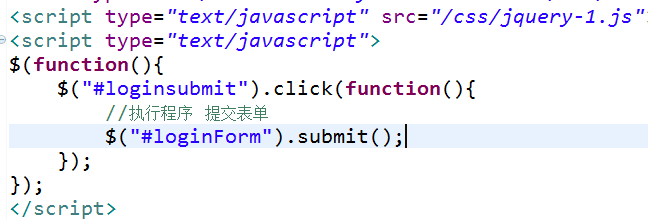 <script type="text/javascript" src="/css/jquery-1.js"
<script type="text/javascript">
$(function(){
$("#loginsubmit").click(function(){
//执行程序 提交表单
$("#loginForm").submit();
});
});
</script>